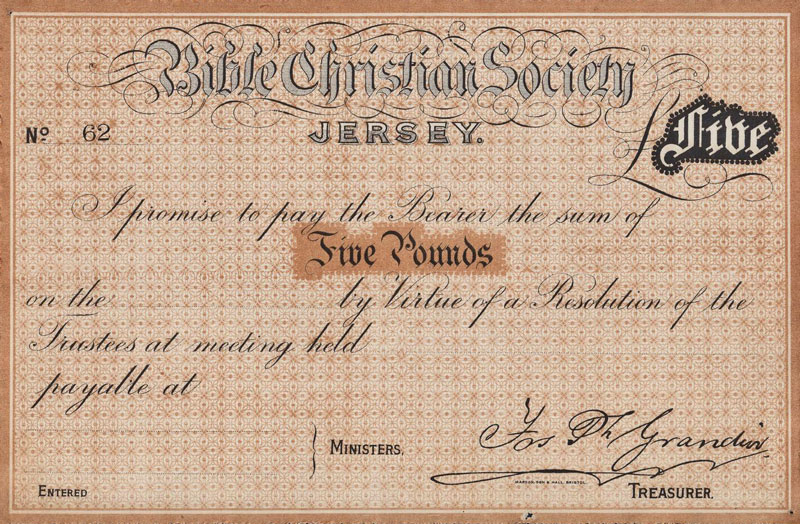 Bible Christian Society
JERSEY.
No 62
£Five
I promise to pay the Bearer the sum of
Five Pounds
on the by Virtue of a Resolution of the
Trustees at meeting held
payable at
MINISTERS.
Jos Ph Grandin
TREASURER.
ENTERED